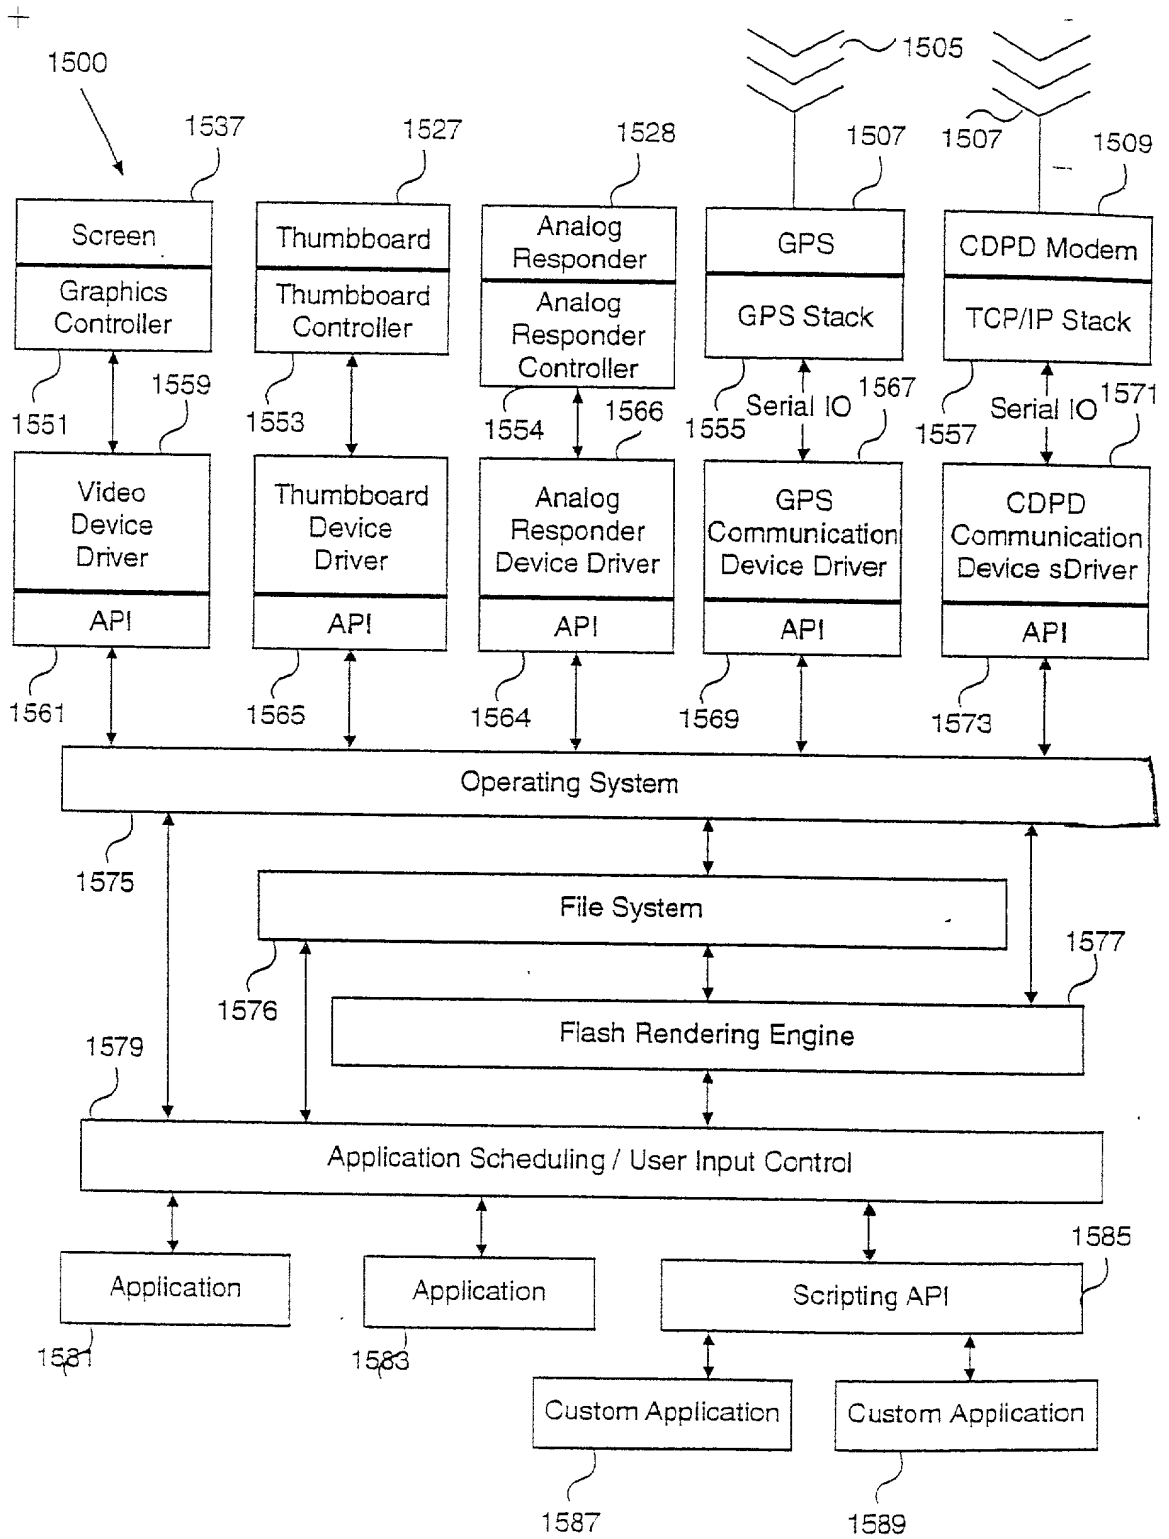 1500
1505
1507
1537
1527
1528
1507
1509
Screen
Graphics
Controller
Thumbboard
Thumbboard
Controller
Analog
Responder
Analog
Responder
Controller
GPS
GPS Stack
CDPD Modem
TCP/IP Stack
1551
1559
1553
1554
1566
1555
Serial IO
1567
1557
Serial IO
1571
Video
Device
Driver
API
Thumbboard
Device
Driver
API
Analog
Responder
Device Driver
API
GPS
Communication
Device Driver
API
CDPD
Communication
Device sDriver
API
1561
1565
1564
1569
1573
Operating System
1575
File System
1576
1577
Flash Rendering Engine
1579
Application Scheduling / User Input Control
1585
Application
Application
Scripting API
1581
1583
Custom Application
Custom Application
1587
1589